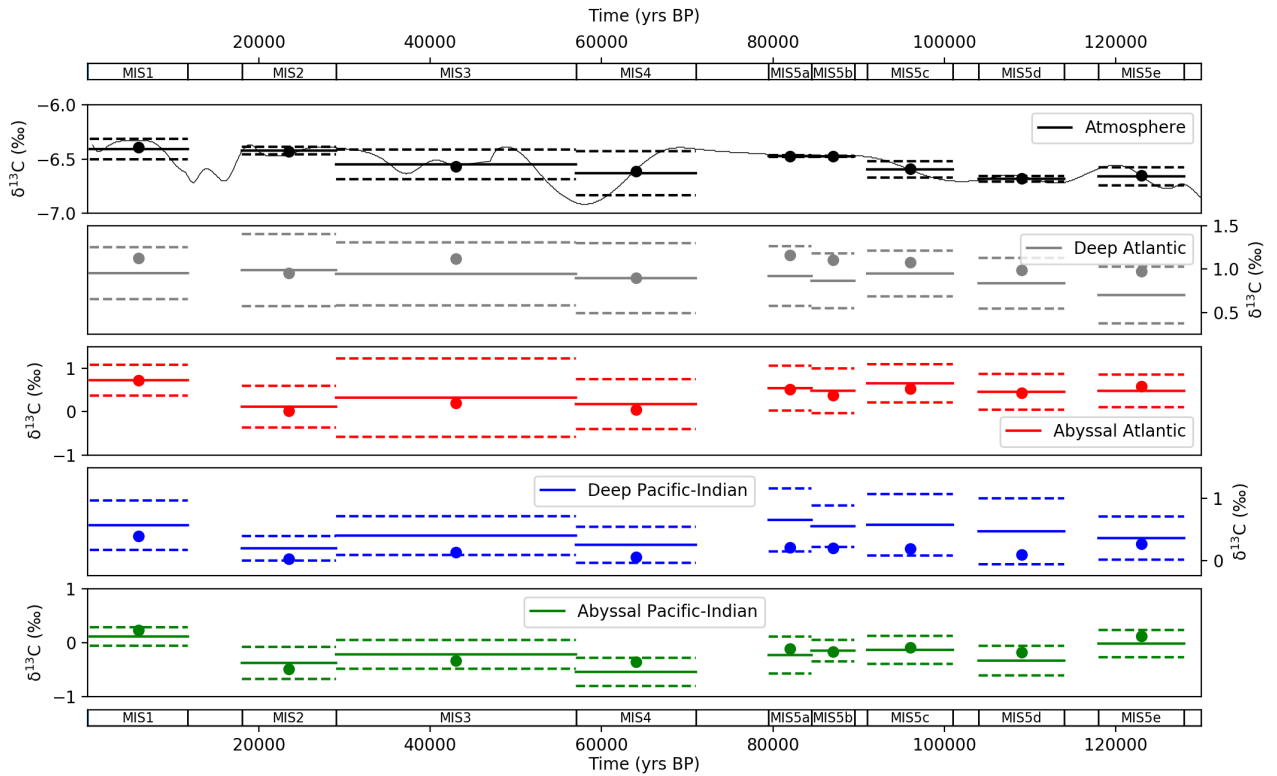 Time (yrs BP)
20000 40000 60000 80000 100000 120000
MIS1 MIS2 MIS3 MIS4 MIS5a MIS5b MIS5c MIS5d MIS5e
−6.0
−6.5
−7.0
δ¹³C (‰)
Atmosphere
1.5
1.0
0.5
δ¹³C (‰)
Deep Atlantic
1
0
−1
δ¹³C (‰)
Abyssal Atlantic
1
0
δ¹³C (‰)
Deep Pacific-Indian
1
0
−1
δ¹³C (‰)
Abyssal Pacific-Indian
MIS1 MIS2 MIS3 MIS4 MIS5a MIS5b MIS5c MIS5d MIS5e
20000 40000 60000 80000 100000 120000
Time (yrs BP)